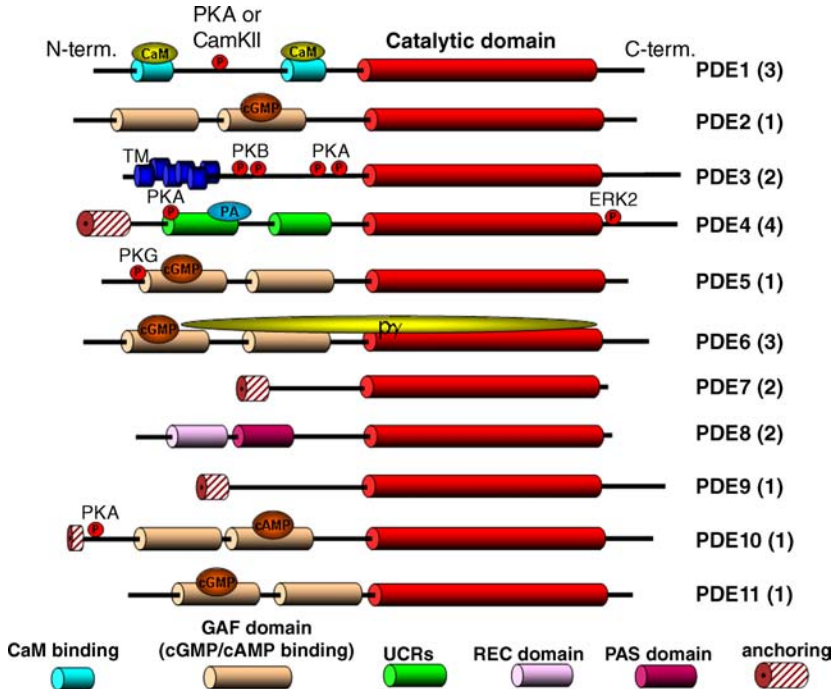 PKA or
N-term.
CamKII
Catalytic domain
C-term.
CaM
CaM
P
PDE1 (3)
cGMP
PDE2 (1)
TM
PKB
PKA
P P
P P
PDE3 (2)
PKA
P
PA
ERK2
P
PDE4 (4)
PKG
P
cGMP
PDE5 (1)
cGMP
pγ
PDE6 (3)
PDE7 (2)
PDE8 (2)
PDE9 (1)
PKA
P
cAMP
PDE10 (1)
cGMP
PDE11 (1)
CaM binding
GAF domain
(cGMP/cAMP binding)
UCRs
REC domain
PAS domain
anchoring